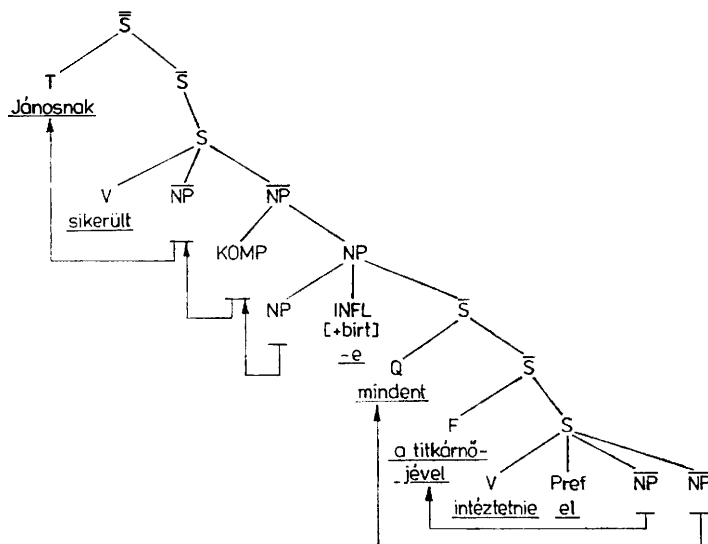 S̿
T S̅
Jánosnak
S
V N̅P̅ N̅P̅
sikerült
KOMP NP
NP INFL S̅
[+birt]
-e Q S̅
mindent
F S
a titkárnő-
jével V Pref N̅P̅ N̅P̅
intéztetnie el